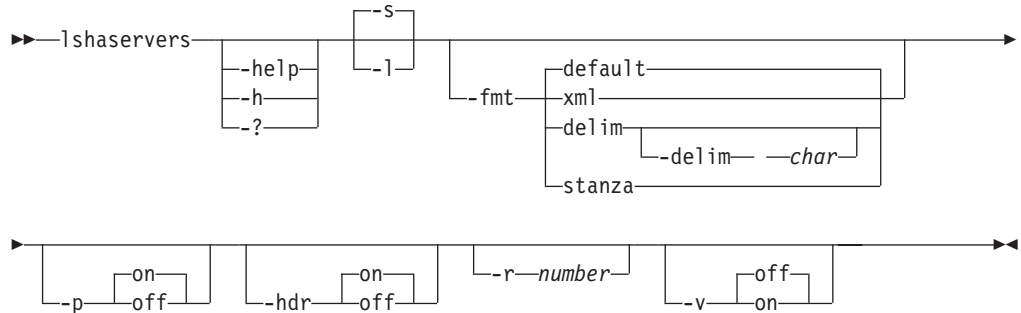 -s
lshaservers
-help
-l
default
-h
-fmt
xml
-?
delim
-delim char
stanza
on
on
-r number
off
-p
off
-hdr
off
-v
on